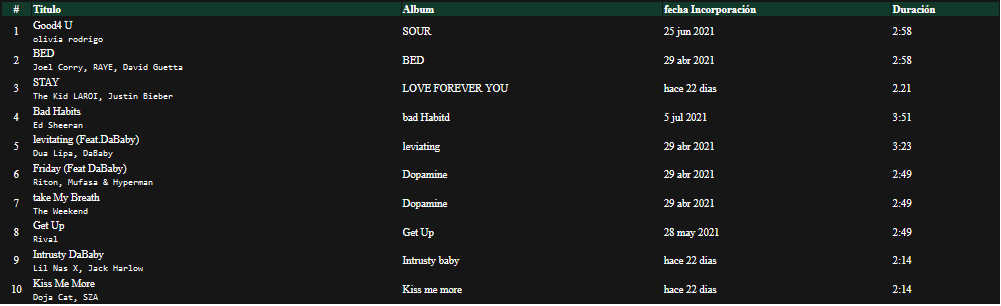 # Titulo Album fecha Incorporación Duración
1 Good4 U SOUR 25 jun 2021 2:58
olivia rodrigo
2 BED BED 29 abr 2021 2:58
Joel Corry, RAYE, David Guetta
3 STAY LOVE FOREVER YOU hace 22 dias 2.21
The Kid LAROI, Justin Bieber
4 Bad Habits bad Habitd 5 jul 2021 3:51
Ed Sheeran
5 levitating (Feat.DaBaby) leviating 29 abr 2021 3:23
Dua Lipa, DaBaby
6 Friday (Feat DaBaby) Dopamine 29 abr 2021 2:49
Riton, Mufasa & Hyperman
7 take My Breath Dopamine 29 abr 2021 2:49
The Weekend
8 Get Up Get Up 28 may 2021 2:49
Rival
9 Intrusty DaBaby Intrusty baby hace 22 dias 2:14
Lil Nas X, Jack Harlow
10 Kiss Me More Kiss me more hace 22 dias 2:14
Doja Cat, SZA